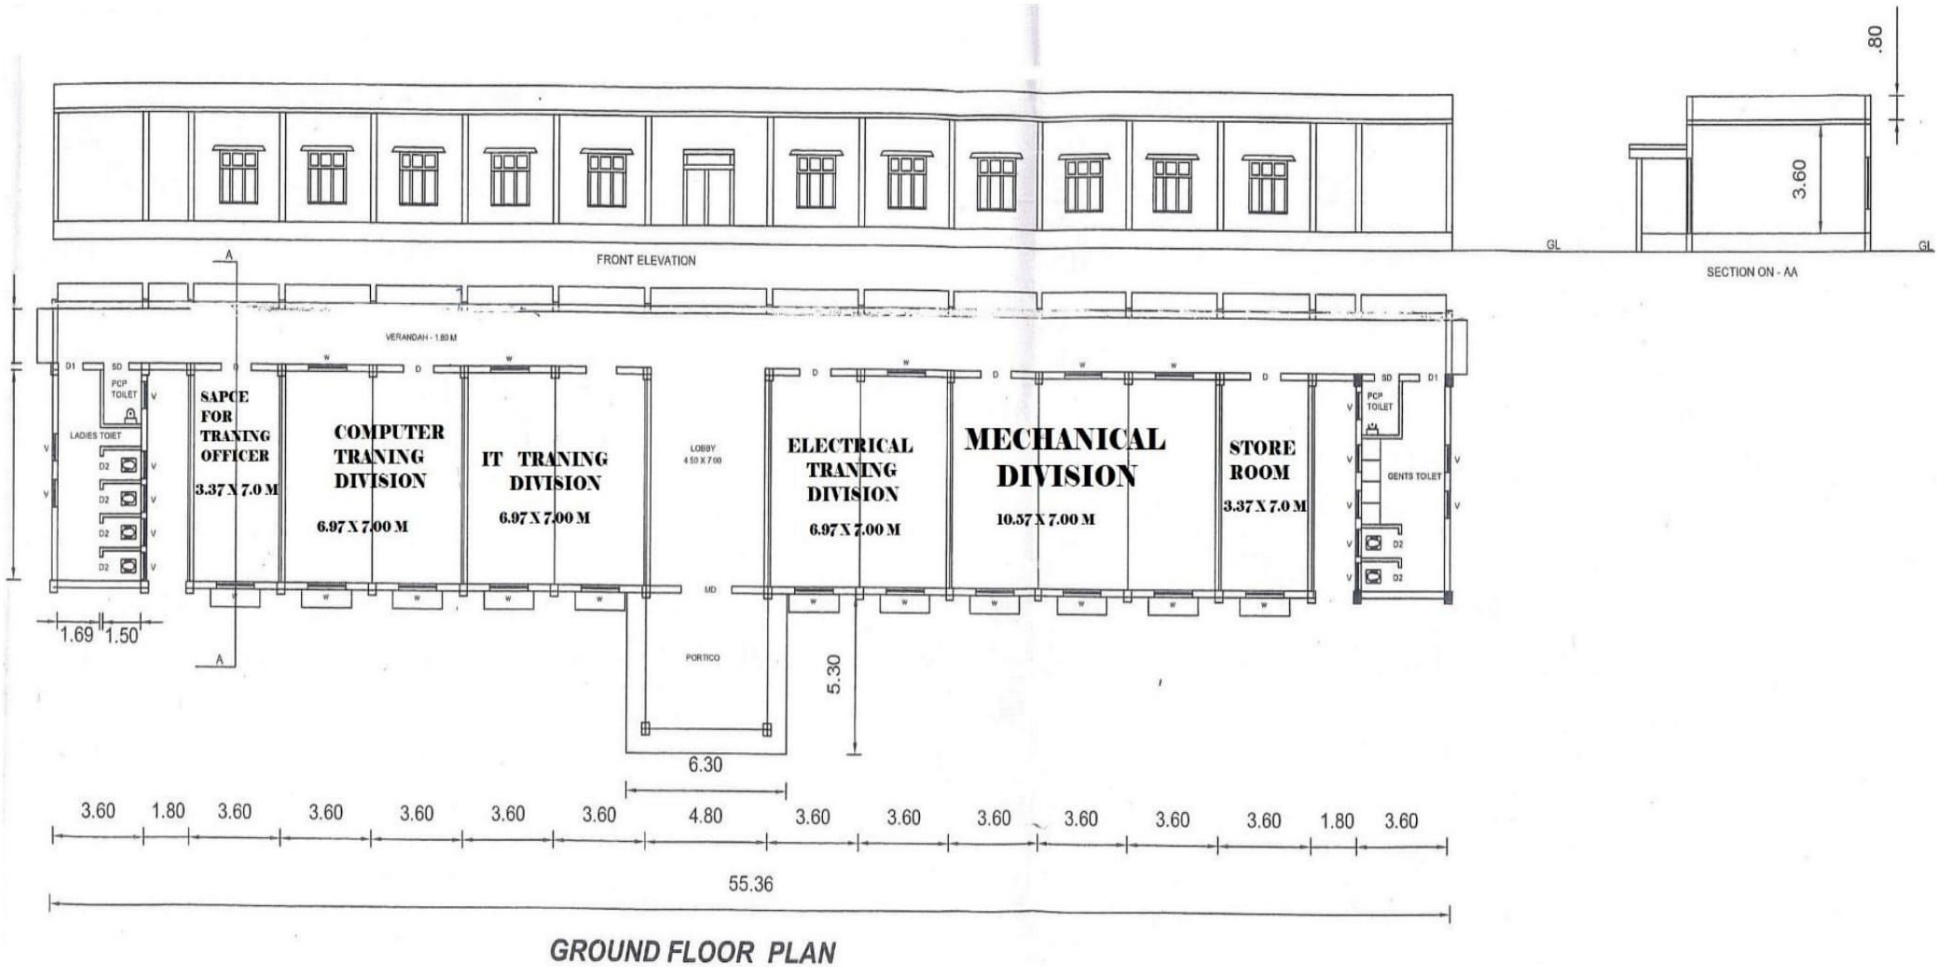 .80
3.60
GL
GL
FRONT ELEVATION
SECTION ON - AA
A
VERANDAH - 1.80 M
D1
SD
D
W
D
W
D
W
D
W
W
D
SD
D1
PCP
TOILET
V
LADIES TOIET
V
V
D2
V
D2
V
D2
V
D2
V
SAPCE
FOR
TRANING
OFFICER
3.37 X 7.0 M
COMPUTER
TRANING
DIVISION
6.97 X 7.00 M
IT TRANING
DIVISION
6.97 X 7.00 M
LOBBY
4.50 X 7.00
ELECTRICAL
TRANING
DIVISION
6.97 X 7.00 M
MECHANICAL
DIVISION
10.57 X 7.00 M
STORE
ROOM
3.37 X 7.0 M
PCP
TOILET
V
V
V
V
V
GENTS TOILET
V
V
D2
D2
W
W
W
W
W
MD
W
W
W
W
W
W
1.69
1.50
A
PORTICO
5.30
6.30
3.60 1.80 3.60 3.60 3.60 3.60 3.60 4.80 3.60 3.60 3.60 3.60 3.60 3.60 1.80 3.60
55.36
GROUND FLOOR PLAN